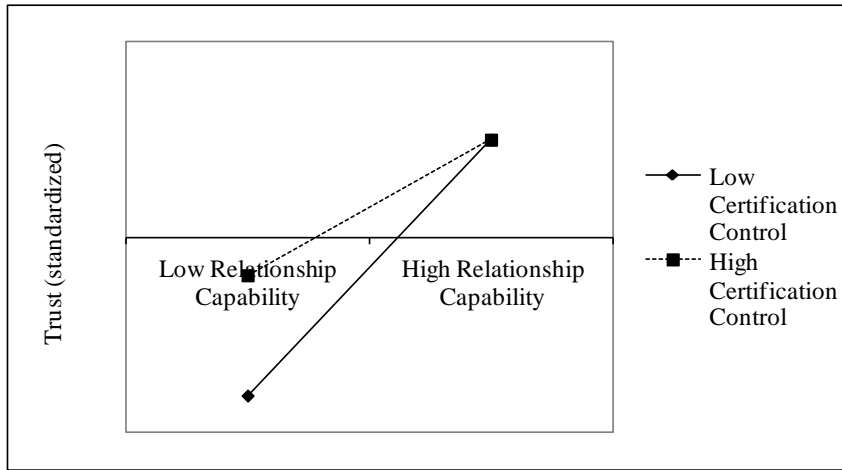 Trust (standardized)
Low Relationship
Capability
High Relationship
Capability
Low
Certification
Control
High
Certification
Control